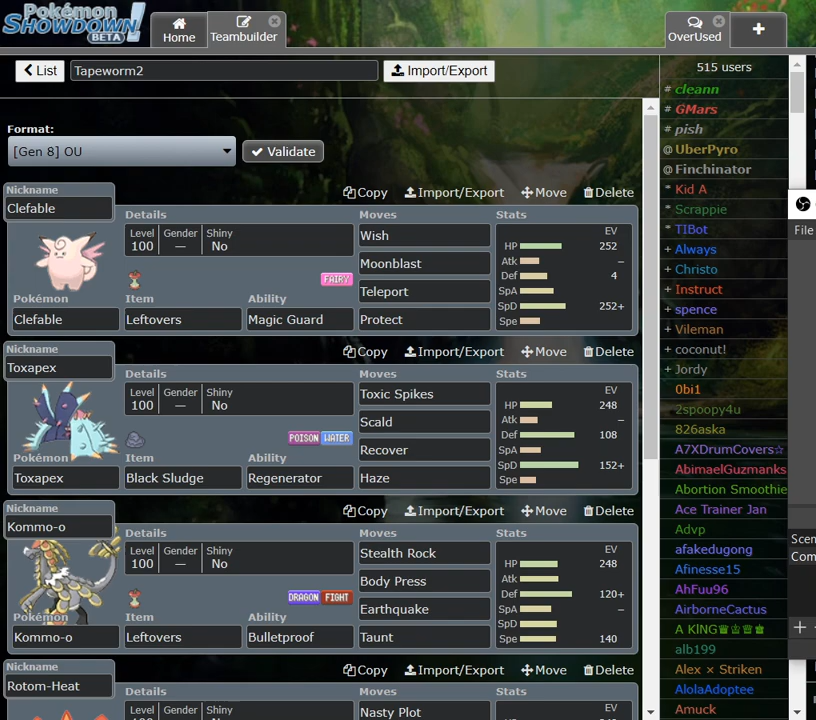 Pokémon
SHOWDOWN!
BETA
Home
Teambuilder
OverUsed
List
Tapeworm2
Import/Export
515 users
Format:
[Gen 8] OU
Validate
Nickname
Clefable
Copy Import/Export Move Delete
Details
Moves
Stats
Level Gender Shiny
100 — No
Wish
Moonblast
Teleport
Protect
EV
HP 252
Atk –
Def 4
SpA
SpD 252+
Spe
FAIRY
Pokémon Item Ability
Clefable Leftovers Magic Guard
Nickname
Toxapex
Copy Import/Export Move Delete
Details
Moves
Stats
Level Gender Shiny
100 — No
Toxic Spikes
Scald
Recover
Haze
EV
HP 248
Atk –
Def 108
SpA
SpD 152+
Spe
POISON WATER
Pokémon Item Ability
Toxapex Black Sludge Regenerator
Nickname
Kommo-o
Copy Import/Export Move Delete
Details
Moves
Stats
Level Gender Shiny
100 — No
Stealth Rock
Body Press
Earthquake
Taunt
EV
HP 248
Atk
Def 120+
SpA –
SpD
Spe 140
DRAGON FIGHT
Pokémon Item Ability
Kommo-o Leftovers Bulletproof
Nickname
Rotom-Heat
Copy Import/Export Move Delete
Details
Moves
Stats
Level Gender Shiny
Nasty Plot
EV
# cleann
# GMars
# pish
@ UberPyro
@ Finchinator
* Kid A
* Scrappie
* TIBot
+ Always
+ Christo
+ Instruct
+ spence
+ Vileman
+ coconut!
+ Jordy
0bi1
2spoopy4u
826aska
A7XDrumCovers☆
AbimaelGuzmanks
Abortion Smoothie
Ace Trainer Jan
Advp
afakedugong
Afinesse15
AhFuu96
AirborneCactus
A KlNG♛♔♕♚
alb199
Alex × Striken
AlolaAdoptee
Amuck
File
Scen
Com